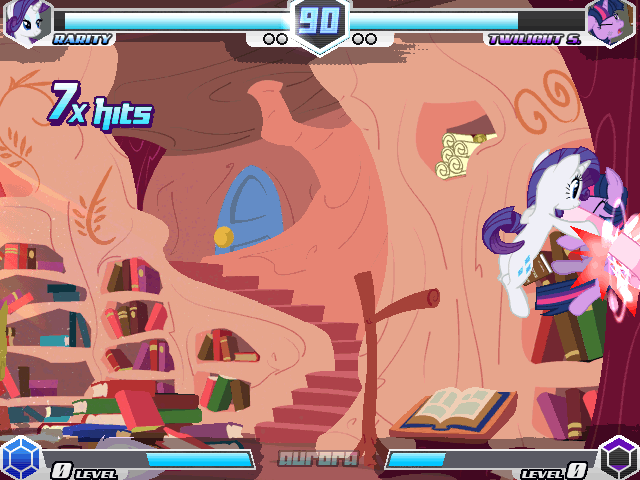 90
RARITY
TWILIGHT S.
7x hits
0 LEVEL
aurora
LEVEL 0